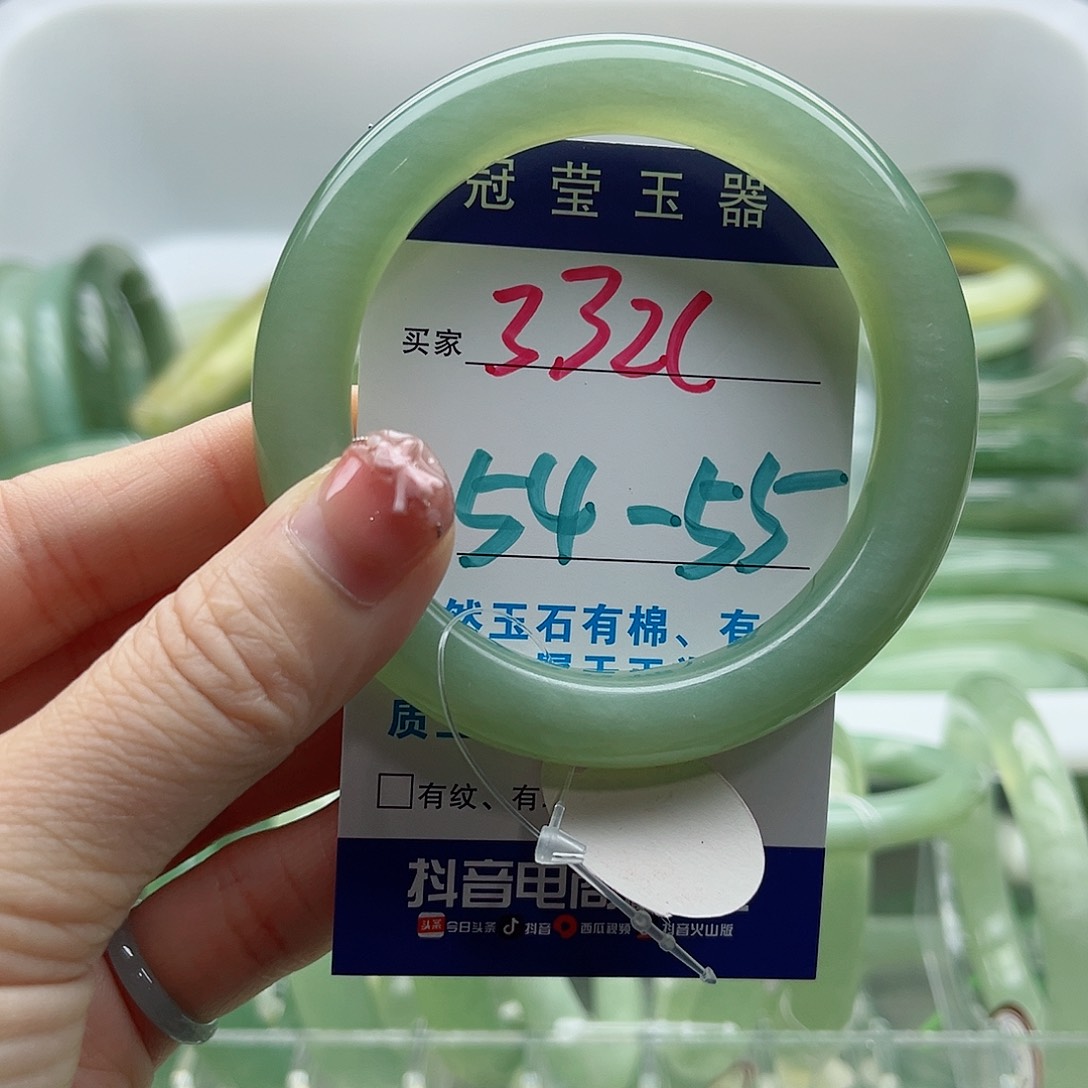 冠莹玉器
买家 3326
54-55
然玉石有棉、有
质
有纹、有
抖音电商
今日头条 抖音 西瓜视频 抖音火山版